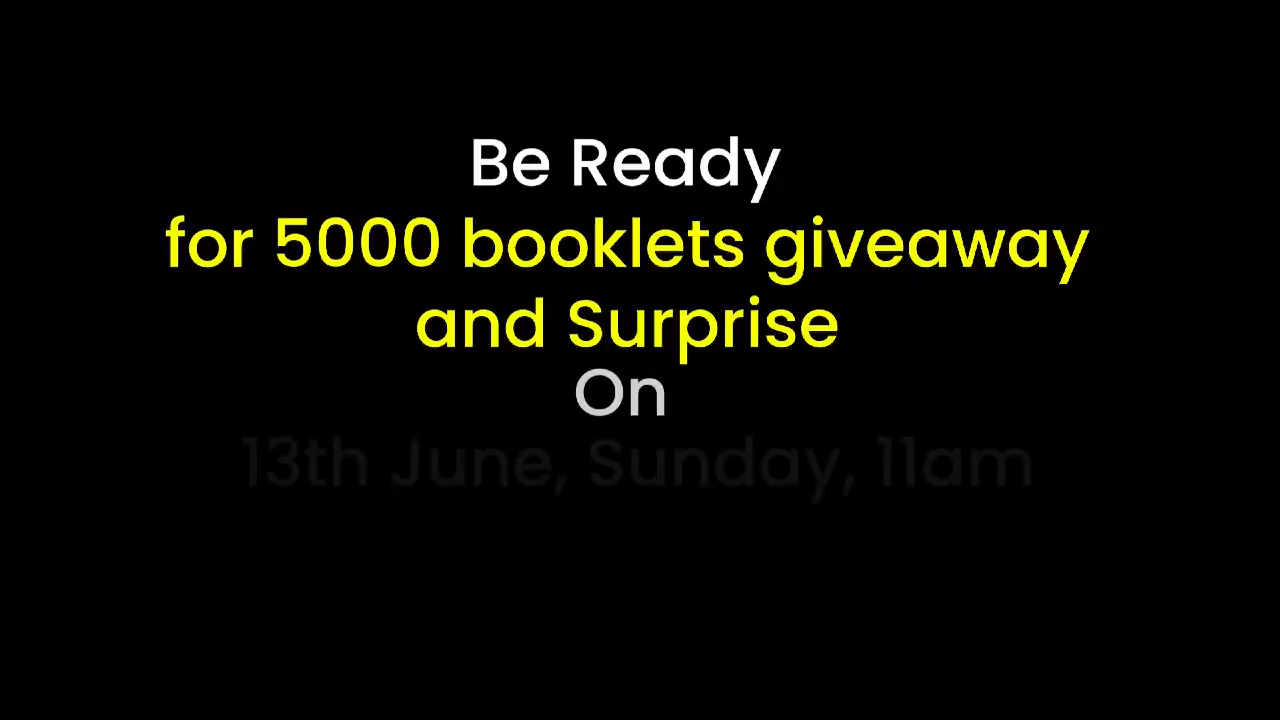 Be Ready
for 5000 booklets giveaway
and Surprise
On
13th June, Sunday, 11am